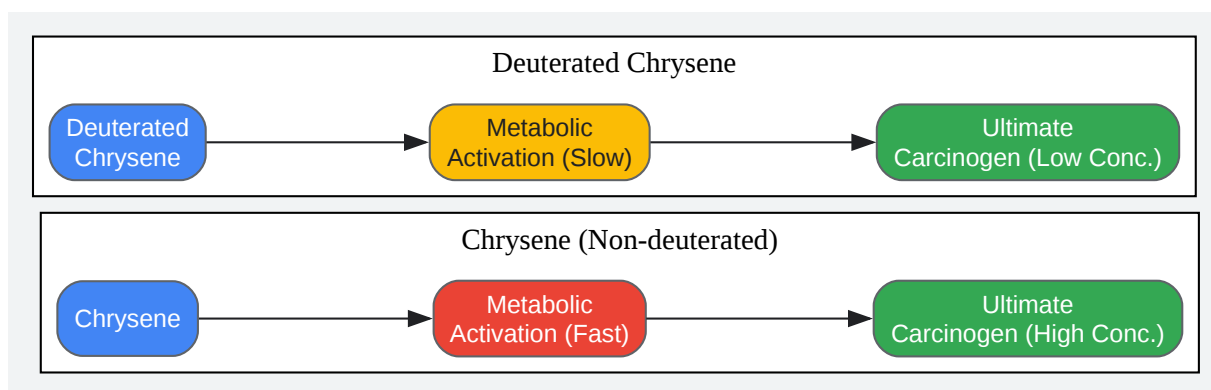 Deuterated Chrysene
Deuterated
Chrysene
Metabolic
Activation (Slow)
Ultimate
Carcinogen (Low Conc.)
Chrysene (Non-deuterated)
Chrysene
Metabolic
Activation (Fast)
Ultimate
Carcinogen (High Conc.)